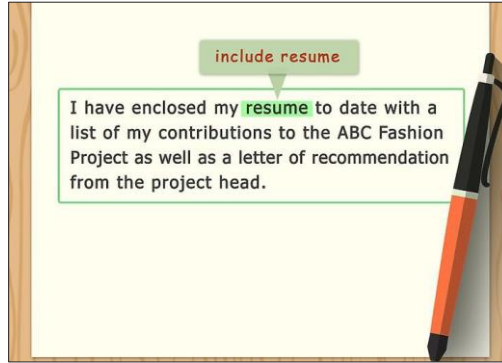 include resume
I have enclosed my resume to date with a
list of my contributions to the ABC Fashion
Project as well as a letter of recommendation
from the project head.